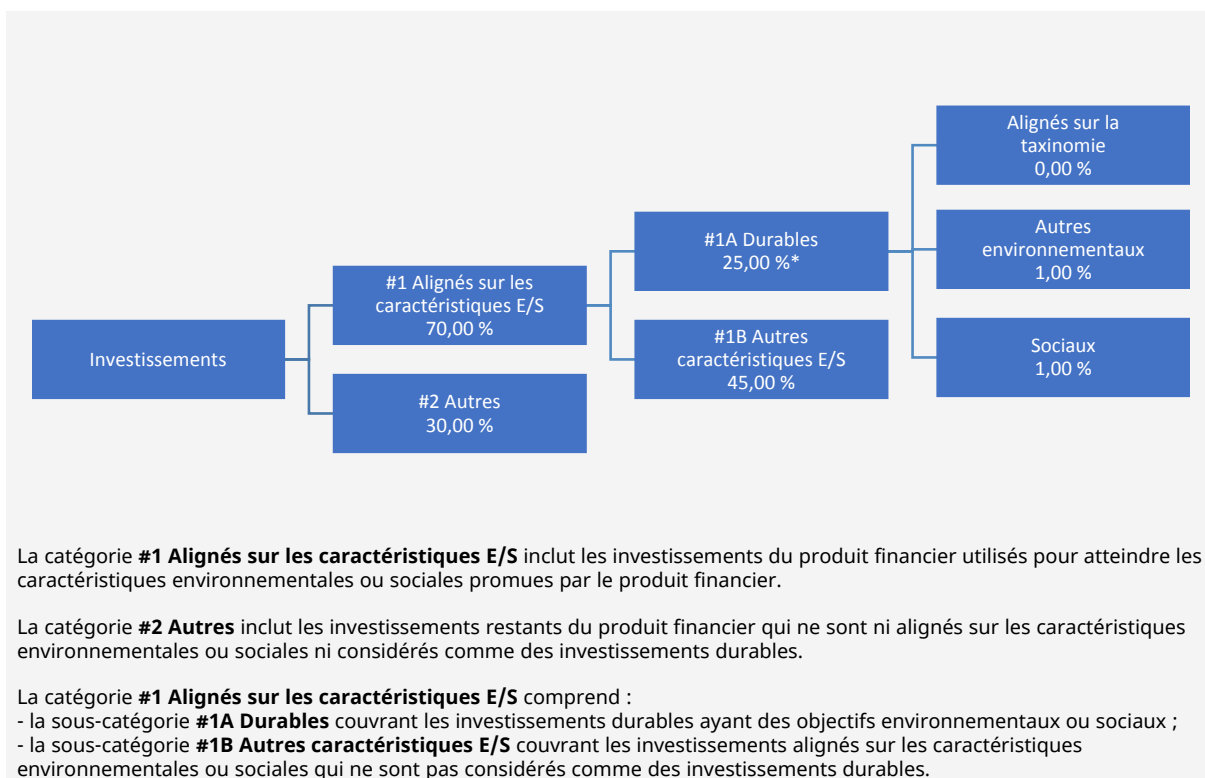 Investissements
#1 Alignés sur les
caractéristiques E/S
70,00 %
#2 Autres
30,00 %
#1A Durables
25,00 %*
#1B Autres
caractéristiques E/S
45,00 %
Alignés sur la
taxinomie
0,00 %
Autres
environnementaux
1,00 %
Sociaux
1,00 %
La catégorie #1 Alignés sur les caractéristiques E/S inclut les investissements du produit financier utilisés pour atteindre les
caractéristiques environnementales ou sociales promues par le produit financier.
La catégorie #2 Autres inclut les investissements restants du produit financier qui ne sont ni alignés sur les caractéristiques
environnementales ou sociales ni considérés comme des investissements durables.
La catégorie #1 Alignés sur les caractéristiques E/S comprend :
- la sous-catégorie #1A Durables couvrant les investissements durables ayant des objectifs environnementaux ou sociaux ;
- la sous-catégorie #1B Autres caractéristiques E/S couvrant les investissements alignés sur les caractéristiques
environnementales ou sociales qui ne sont pas considérés comme des investissements durables.